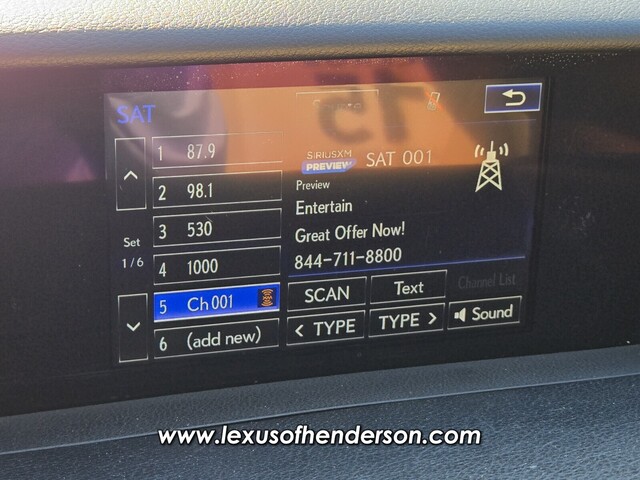 SAT
Source
1 87.9
2 98.1
3 530
4 1000
5 Ch 001
6 (add new)
Set
1/6
SIRIUSXM
PREVIEW
SAT 001
Preview
Entertain
Great Offer Now!
844-711-8800
SCAN
Text
Channel List
< TYPE
TYPE >
Sound
www.lexusofhenderson.com